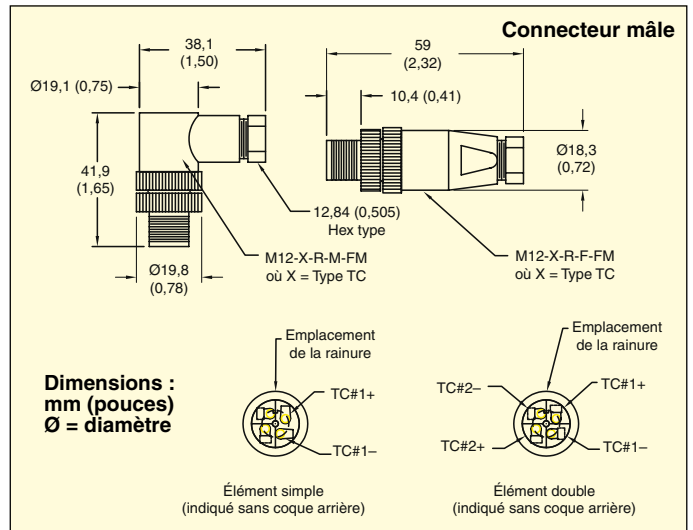 Connecteur mâle
38,1
(1,50)
Ø19,1 (0,75)
41,9
(1,65)
12,84 (0,505)
Hex type
M12-X-R-M-FM
où X = Type TC
Ø19,8
(0,78)
59
(2,32)
10,4 (0,41)
Ø18,3
(0,72)
M12-X-R-F-FM
où X = Type TC
Dimensions :
mm (pouces)
Ø = diamètre
Emplacement
de la rainure
TC#1+
TC#1–
Élément simple
(indiqué sans coque arrière)
Emplacement
de la rainure
TC#2–
TC#1+
TC#2+
TC#1–
Élément double
(indiqué sans coque arrière)